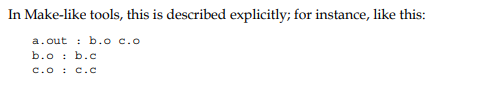 In Make-like tools, this is described explicitly; for instance, like this:
a.out : b.o c.o
b.o : b.c
c.o : c.c